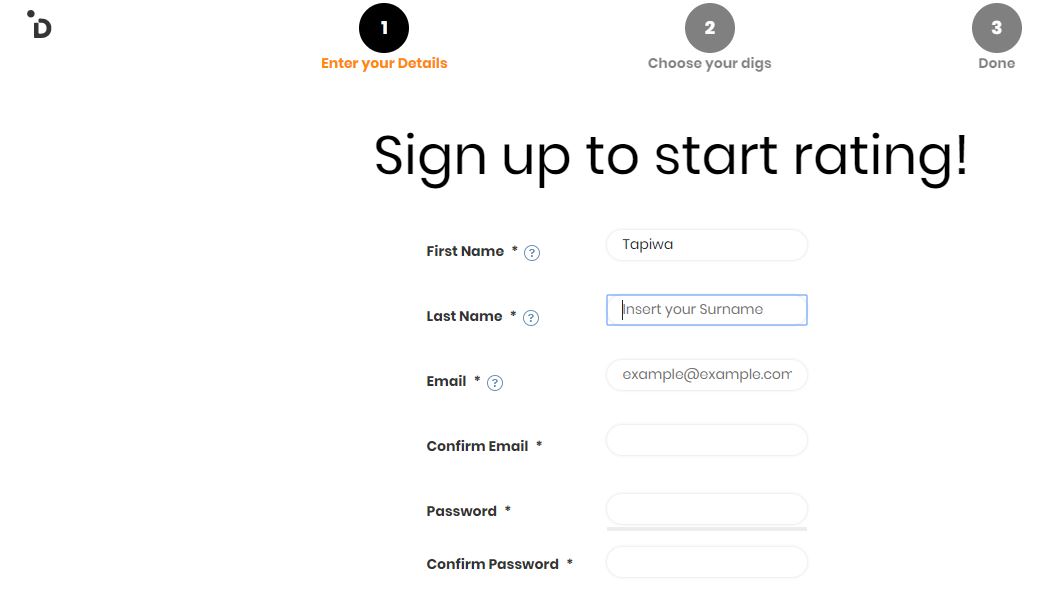 D
1
2
3
Enter your Details
Choose your digs
Done
Sign up to start rating!
First Name * ?
Tapiwa
Last Name * ?
Insert your Surname
Email * ?
example@example.com
Confirm Email *
Password *
Confirm Password *